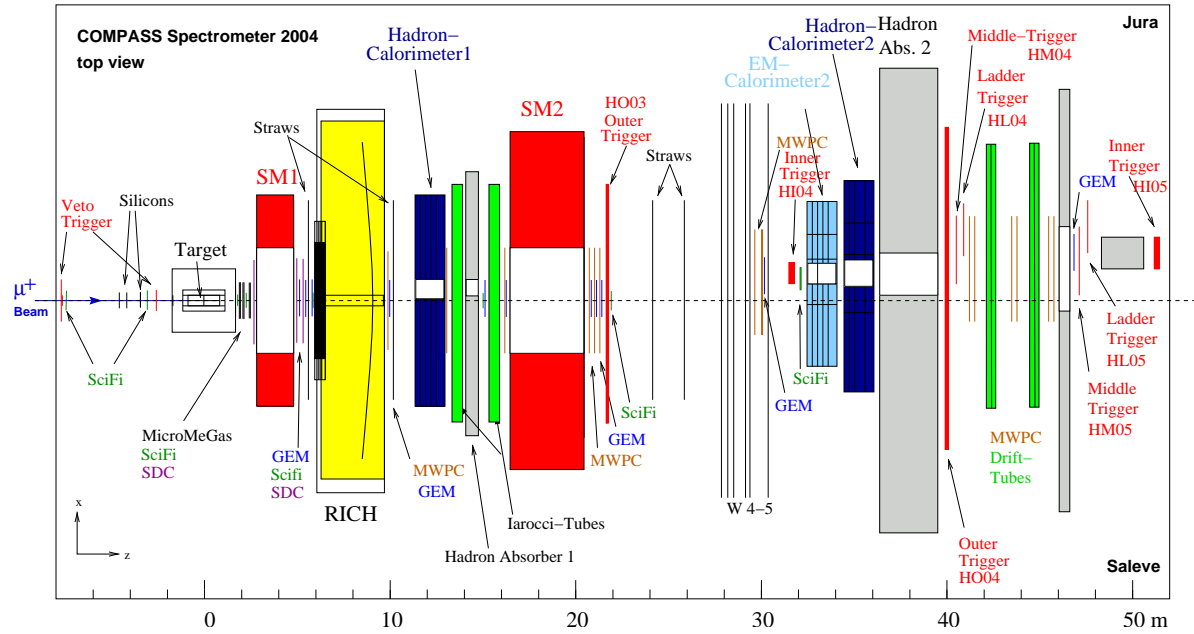 COMPASS Spectrometer 2004
top view
Hadron–
Calorimeter1
Hadron–
Calorimeter2
Hadron
Abs. 2
Middle–Trigger
HM04
Jura
EM–
Calorimeter2
Ladder
Trigger
HL04
SM2
HO03
Outer
Trigger
Straws
Straws
MWPC
Inner
Trigger
HI04
Inner
Trigger
HI05
GEM
SM1
Veto
Trigger
Silicons
Target
μ+
Beam
SciFi
MicroMeGas
SciFi
SDC
GEM
Scifi
SDC
RICH
MWPC
GEM
Iarocci–Tubes
Hadron Absorber 1
SciFi
GEM
MWPC
W 4–5
GEM
SciFi
MWPC
Drift–
Tubes
Outer
Trigger
HO04
Ladder
Trigger
HL05
Middle
Trigger
HM05
Saleve
x
z
0 10 20 30 40 50 m